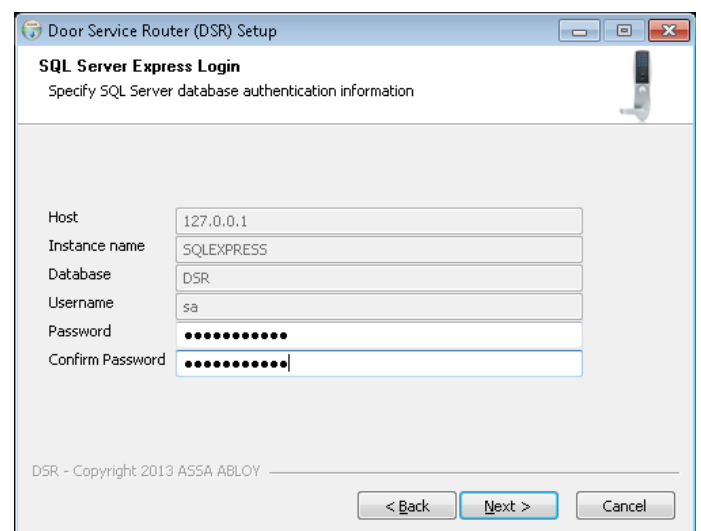 Door Service Router (DSR) Setup
SQL Server Express Login
Specify SQL Server database authentication information
Host 127.0.0.1
Instance name SQLEXPRESS
Database DSR
Username sa
Password ●●●●●●●●●●●
Confirm Password ●●●●●●●●●●●
DSR - Copyright 2013 ASSA ABLOY
< Back Next > Cancel